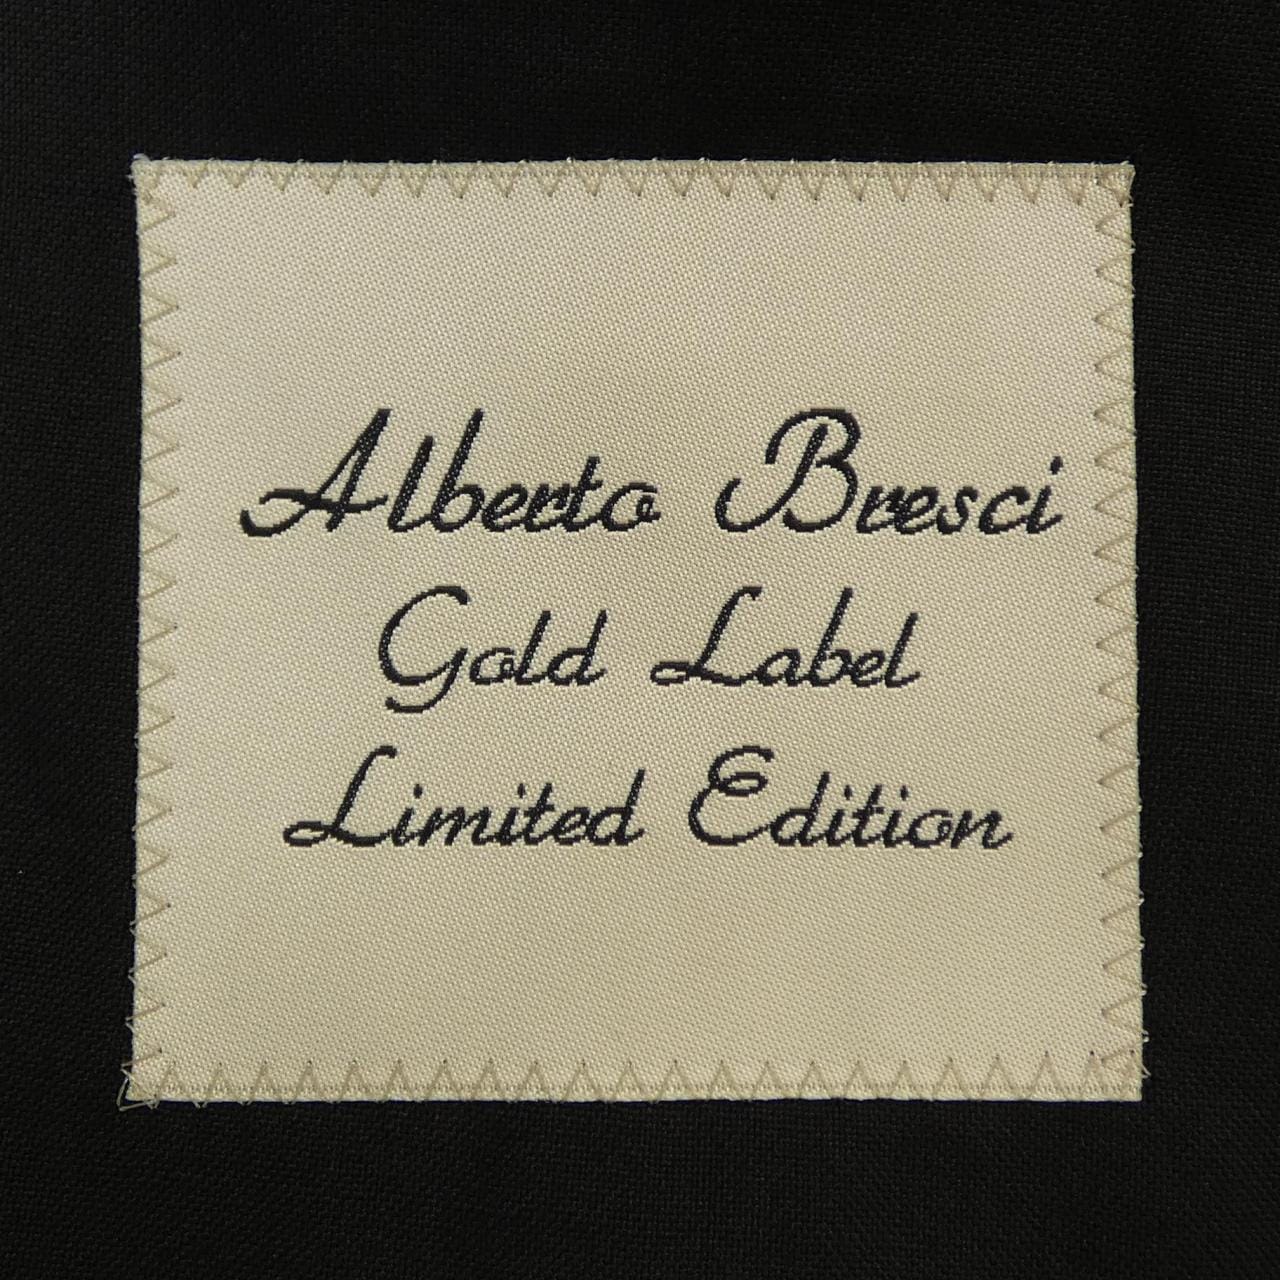 Alberto Bresci
Gold Label
Limited Edition